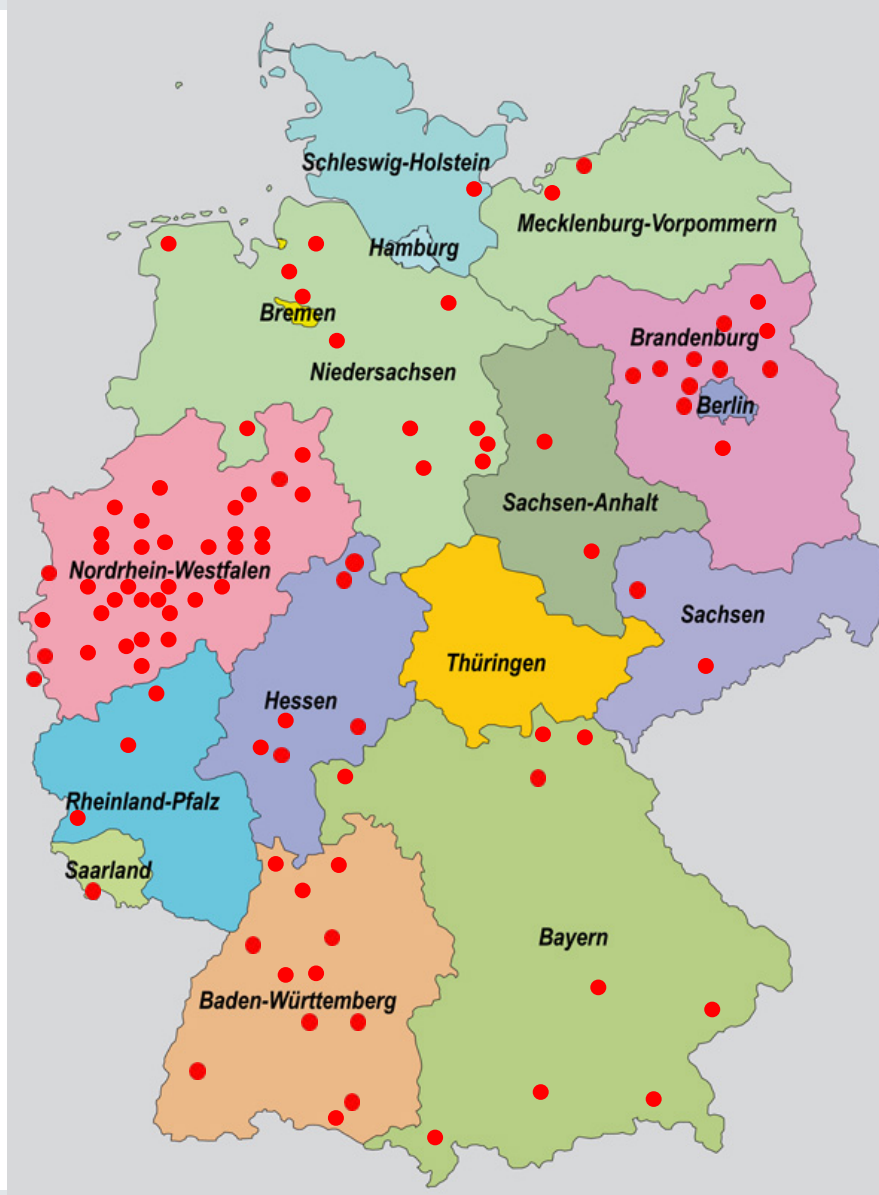 Schleswig-Holstein
Mecklenburg-Vorpommern
Hamburg
Bremen
Brandenburg
Niedersachsen
Berlin
Sachsen-Anhalt
Nordrhein-Westfalen
Sachsen
Thüringen
Hessen
Rheinland-Pfalz
Saarland
Bayern
Baden-Württemberg